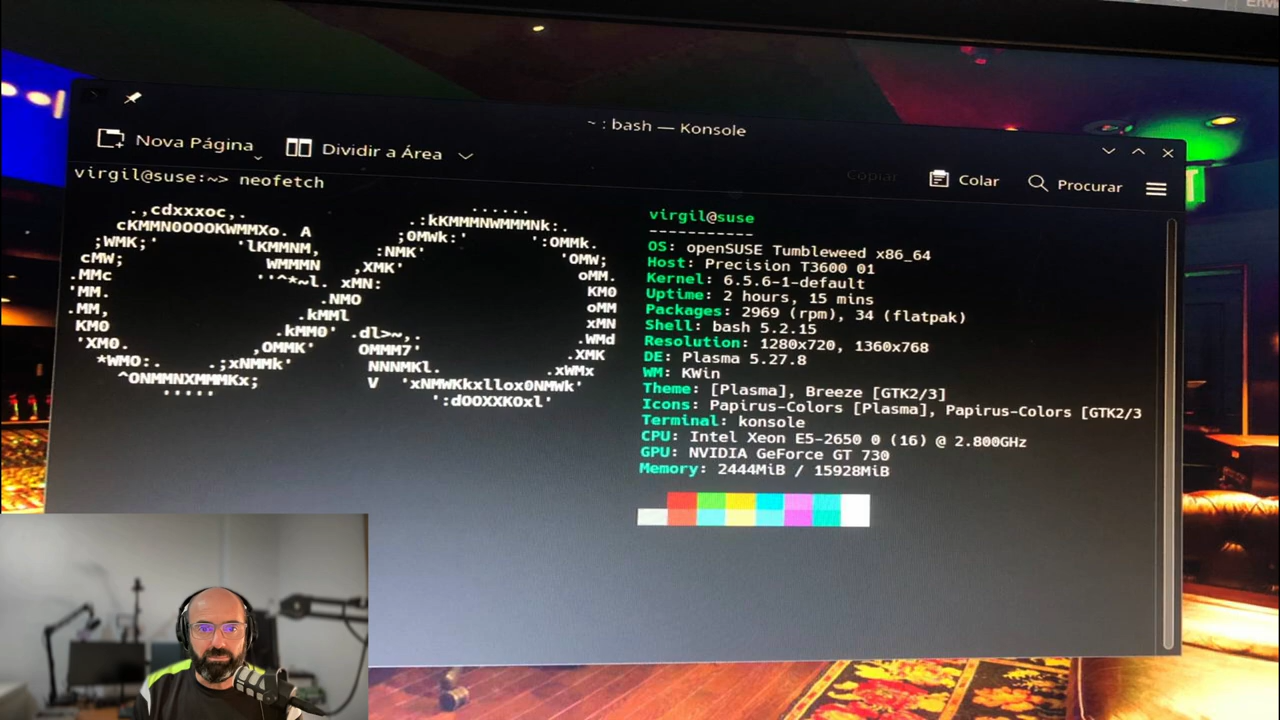 Envi
~ : bash — Konsole
Nova Página
Dividir a Área
Copiar
Colar
Procurar
virgil@suse:~> neofetch
virgil@suse
-----------
OS: openSUSE Tumbleweed x86_64
Host: Precision T3600 01
Kernel: 6.5.6-1-default
Uptime: 2 hours, 15 mins
Packages: 2969 (rpm), 34 (flatpak)
Shell: bash 5.2.15
Resolution: 1280x720, 1360x768
DE: Plasma 5.27.8
WM: KWin
Theme: [Plasma], Breeze [GTK2/3]
Icons: Papirus-Colors [Plasma], Papirus-Colors [GTK2/3
Terminal: konsole
CPU: Intel Xeon E5-2650 0 (16) @ 2.800GHz
GPU: NVIDIA GeForce GT 730
Memory: 2444MiB / 15928MiB